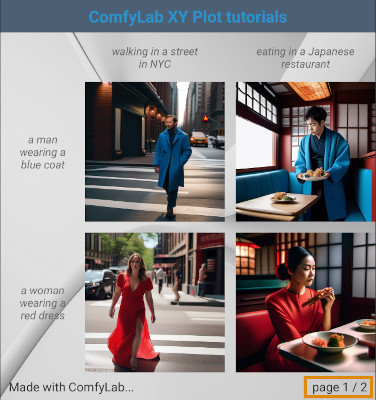 ComfyLab XY Plot tutorials
walking in a street
in NYC
eating in a Japanese
restaurant
a man
wearing a
blue coat
a woman
wearing a
red dress
Made with ComfyLab...
page 1 / 2